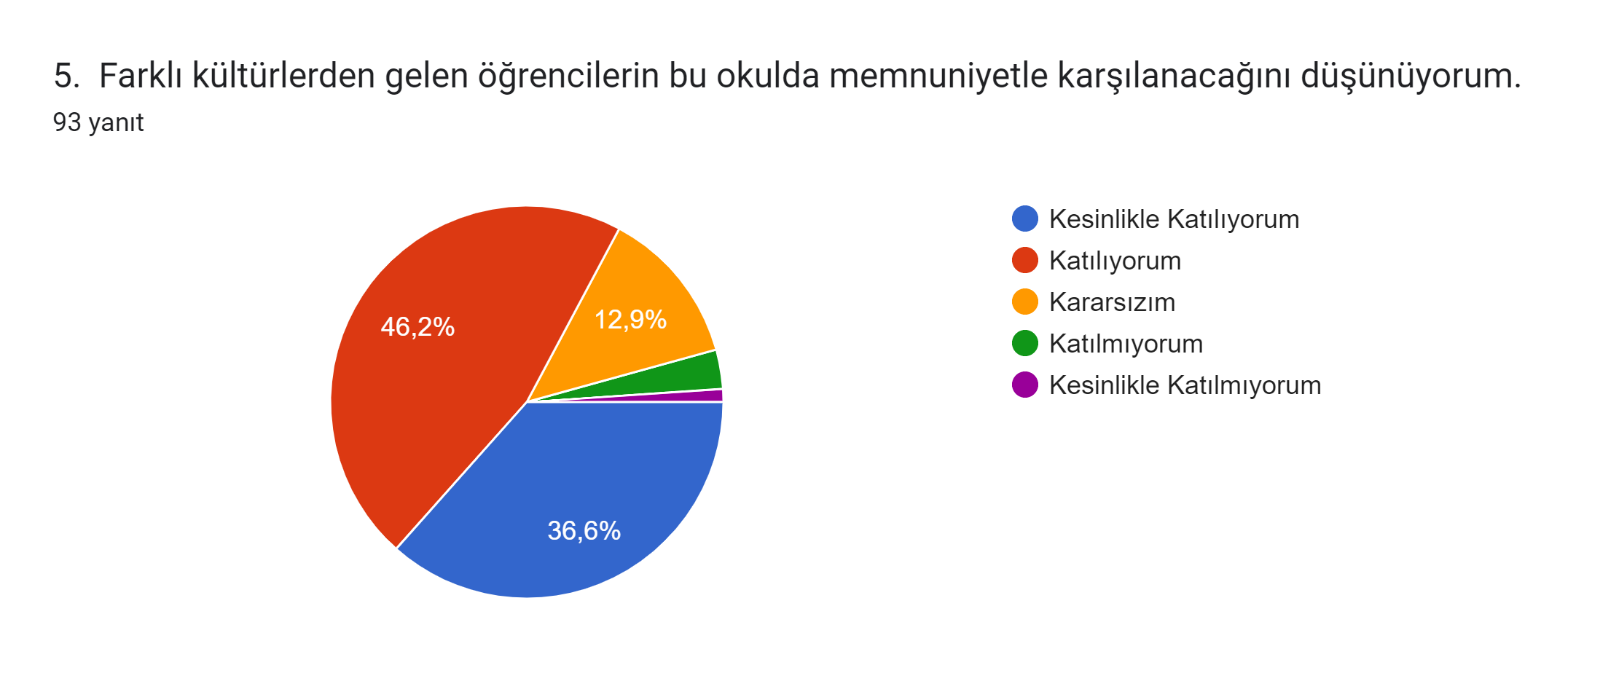 5. Farklı kültürlerden gelen öğrencilerin bu okulda memnuniyetle karşılanacağını düşünüyorum.
93 yanıt
Kesinlikle Katılıyorum
Katılıyorum
Kararsızım
Katılmıyorum
Kesinlikle Katılmıyorum
46,2%
12,9%
36,6%